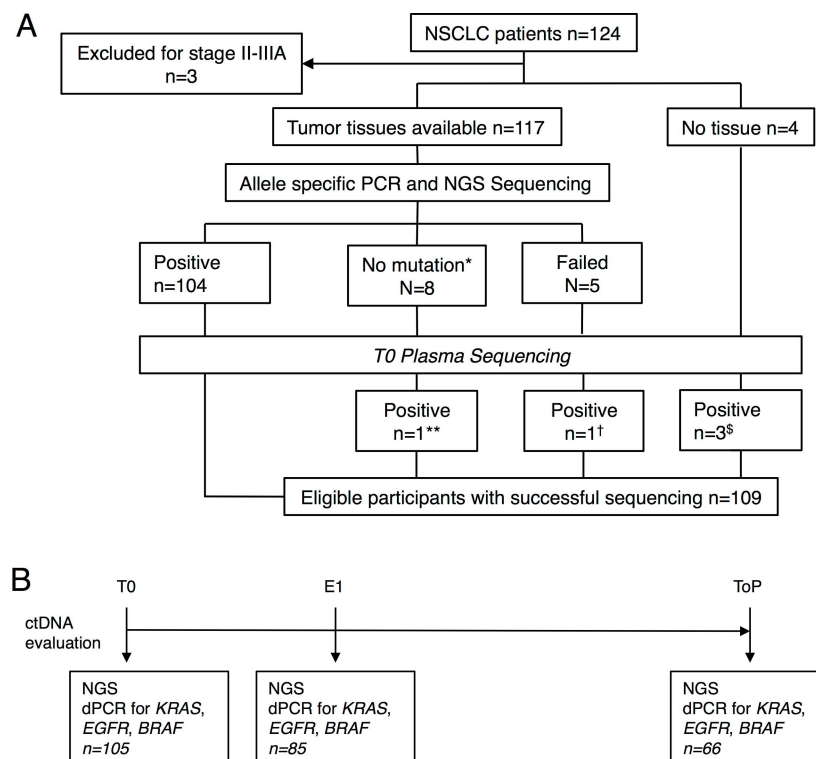 A
NSCLC patients n=124
Excluded for stage II-IIIA
n=3
Tumor tissues available n=117
No tissue n=4
Allele specific PCR and NGS Sequencing
Positive
n=104
No mutation*
N=8
Failed
N=5
T0 Plasma Sequencing
Positive
n=1**
Positive
n=1†
Positive
n=3$
Eligible participants with successful sequencing n=109
B
T0
E1
ToP
ctDNA
evaluation
NGS
dPCR for KRAS,
EGFR, BRAF
n=105
NGS
dPCR for KRAS,
EGFR, BRAF
n=85
NGS
dPCR for KRAS,
EGFR, BRAF
n=66